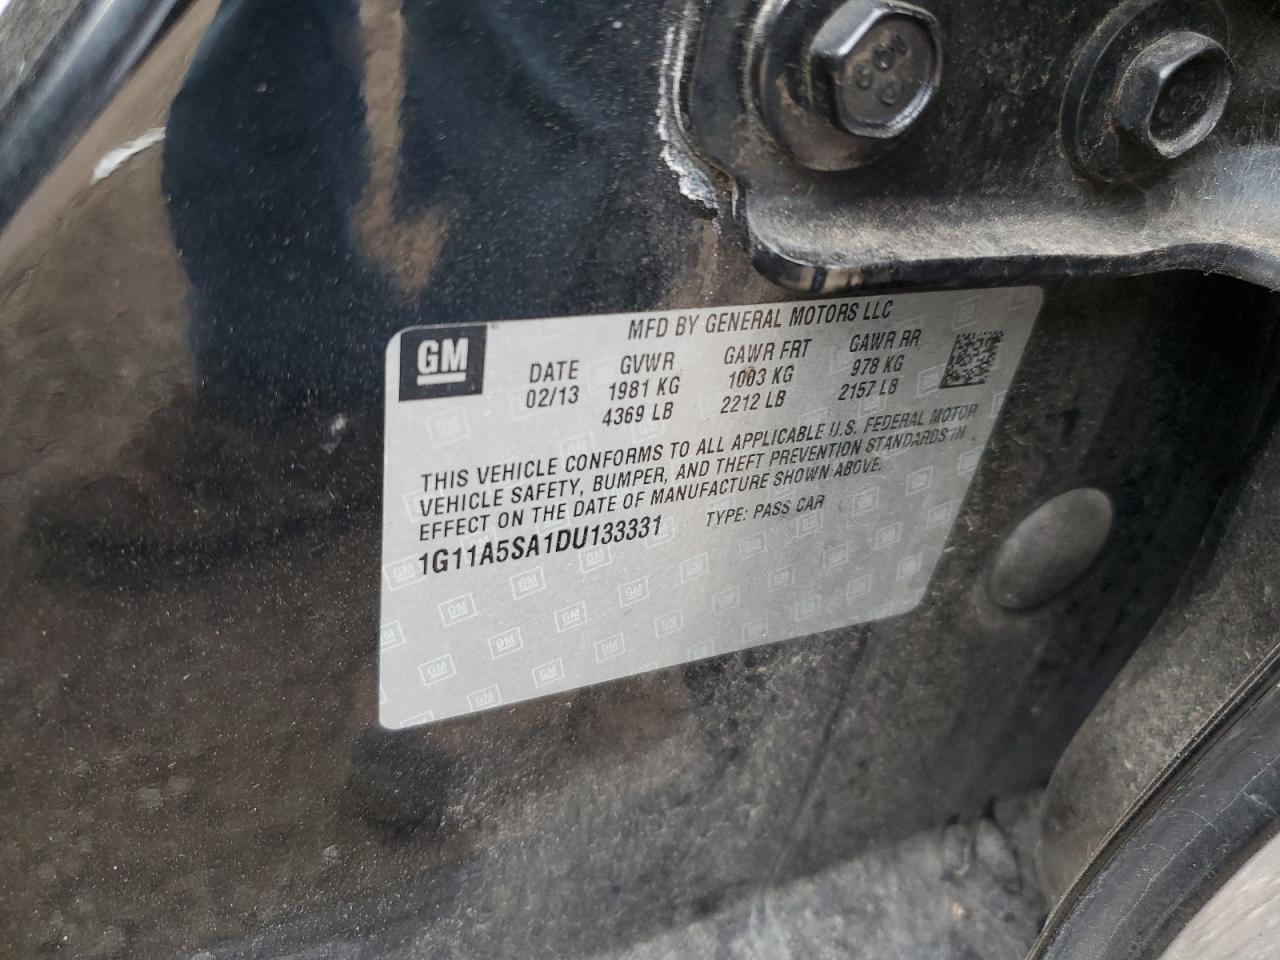 GM
MFD BY GENERAL MOTORS LLC
DATE GVWR GAWR FRT GAWR RR
02/13 1981 KG 1003 KG 978 KG
4369 LB 2212 LB 2157 LB
THIS VEHICLE CONFORMS TO ALL APPLICABLE U.S. FEDERAL MOTOR
VEHICLE SAFETY, BUMPER, AND THEFT PREVENTION STANDARDS IN
EFFECT ON THE DATE OF MANUFACTURE SHOWN ABOVE.
1G11A5SA1DU133331 TYPE: PASS CAR